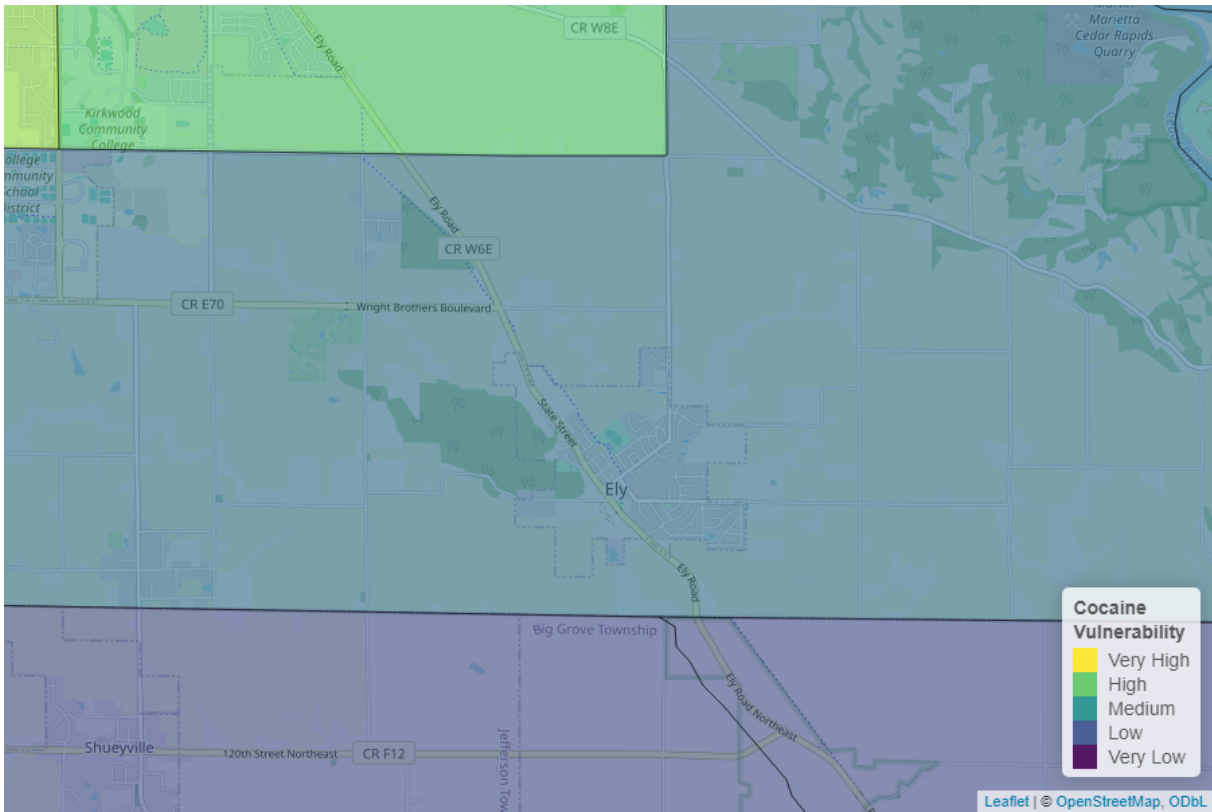 Martin
Marietta
Cedar Rapids
Quarry
CR W8E
Ely Road
Kirkwood
Community
College
College
Community
School
District
Ely Road
CR W6E
CR E70
Wright Brothers Boulevard
State Street
Ely
Ely Road
Big Grove Township
Ely Road Northeast
Shueyville
120th Street Northeast
CR F12
Jefferson Tow
Cocaine
Vulnerability
Very High
High
Medium
Low
Very Low
Leaflet | © OpenStreetMap, ODbL